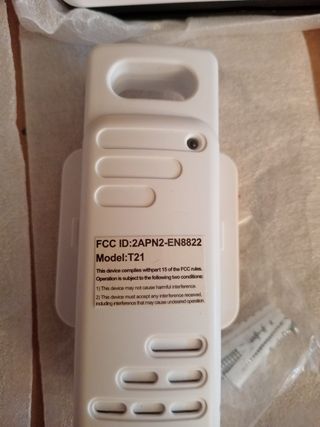 FCC ID:2APN2-EN8822
Model:T21
This device complies withpart 15 of the FCC rules.
Operation is subject to the following two conditions:
1) This device may not cause harmful interference.
2) This device must accept any interference received,
including interference that may cause undesired operation.